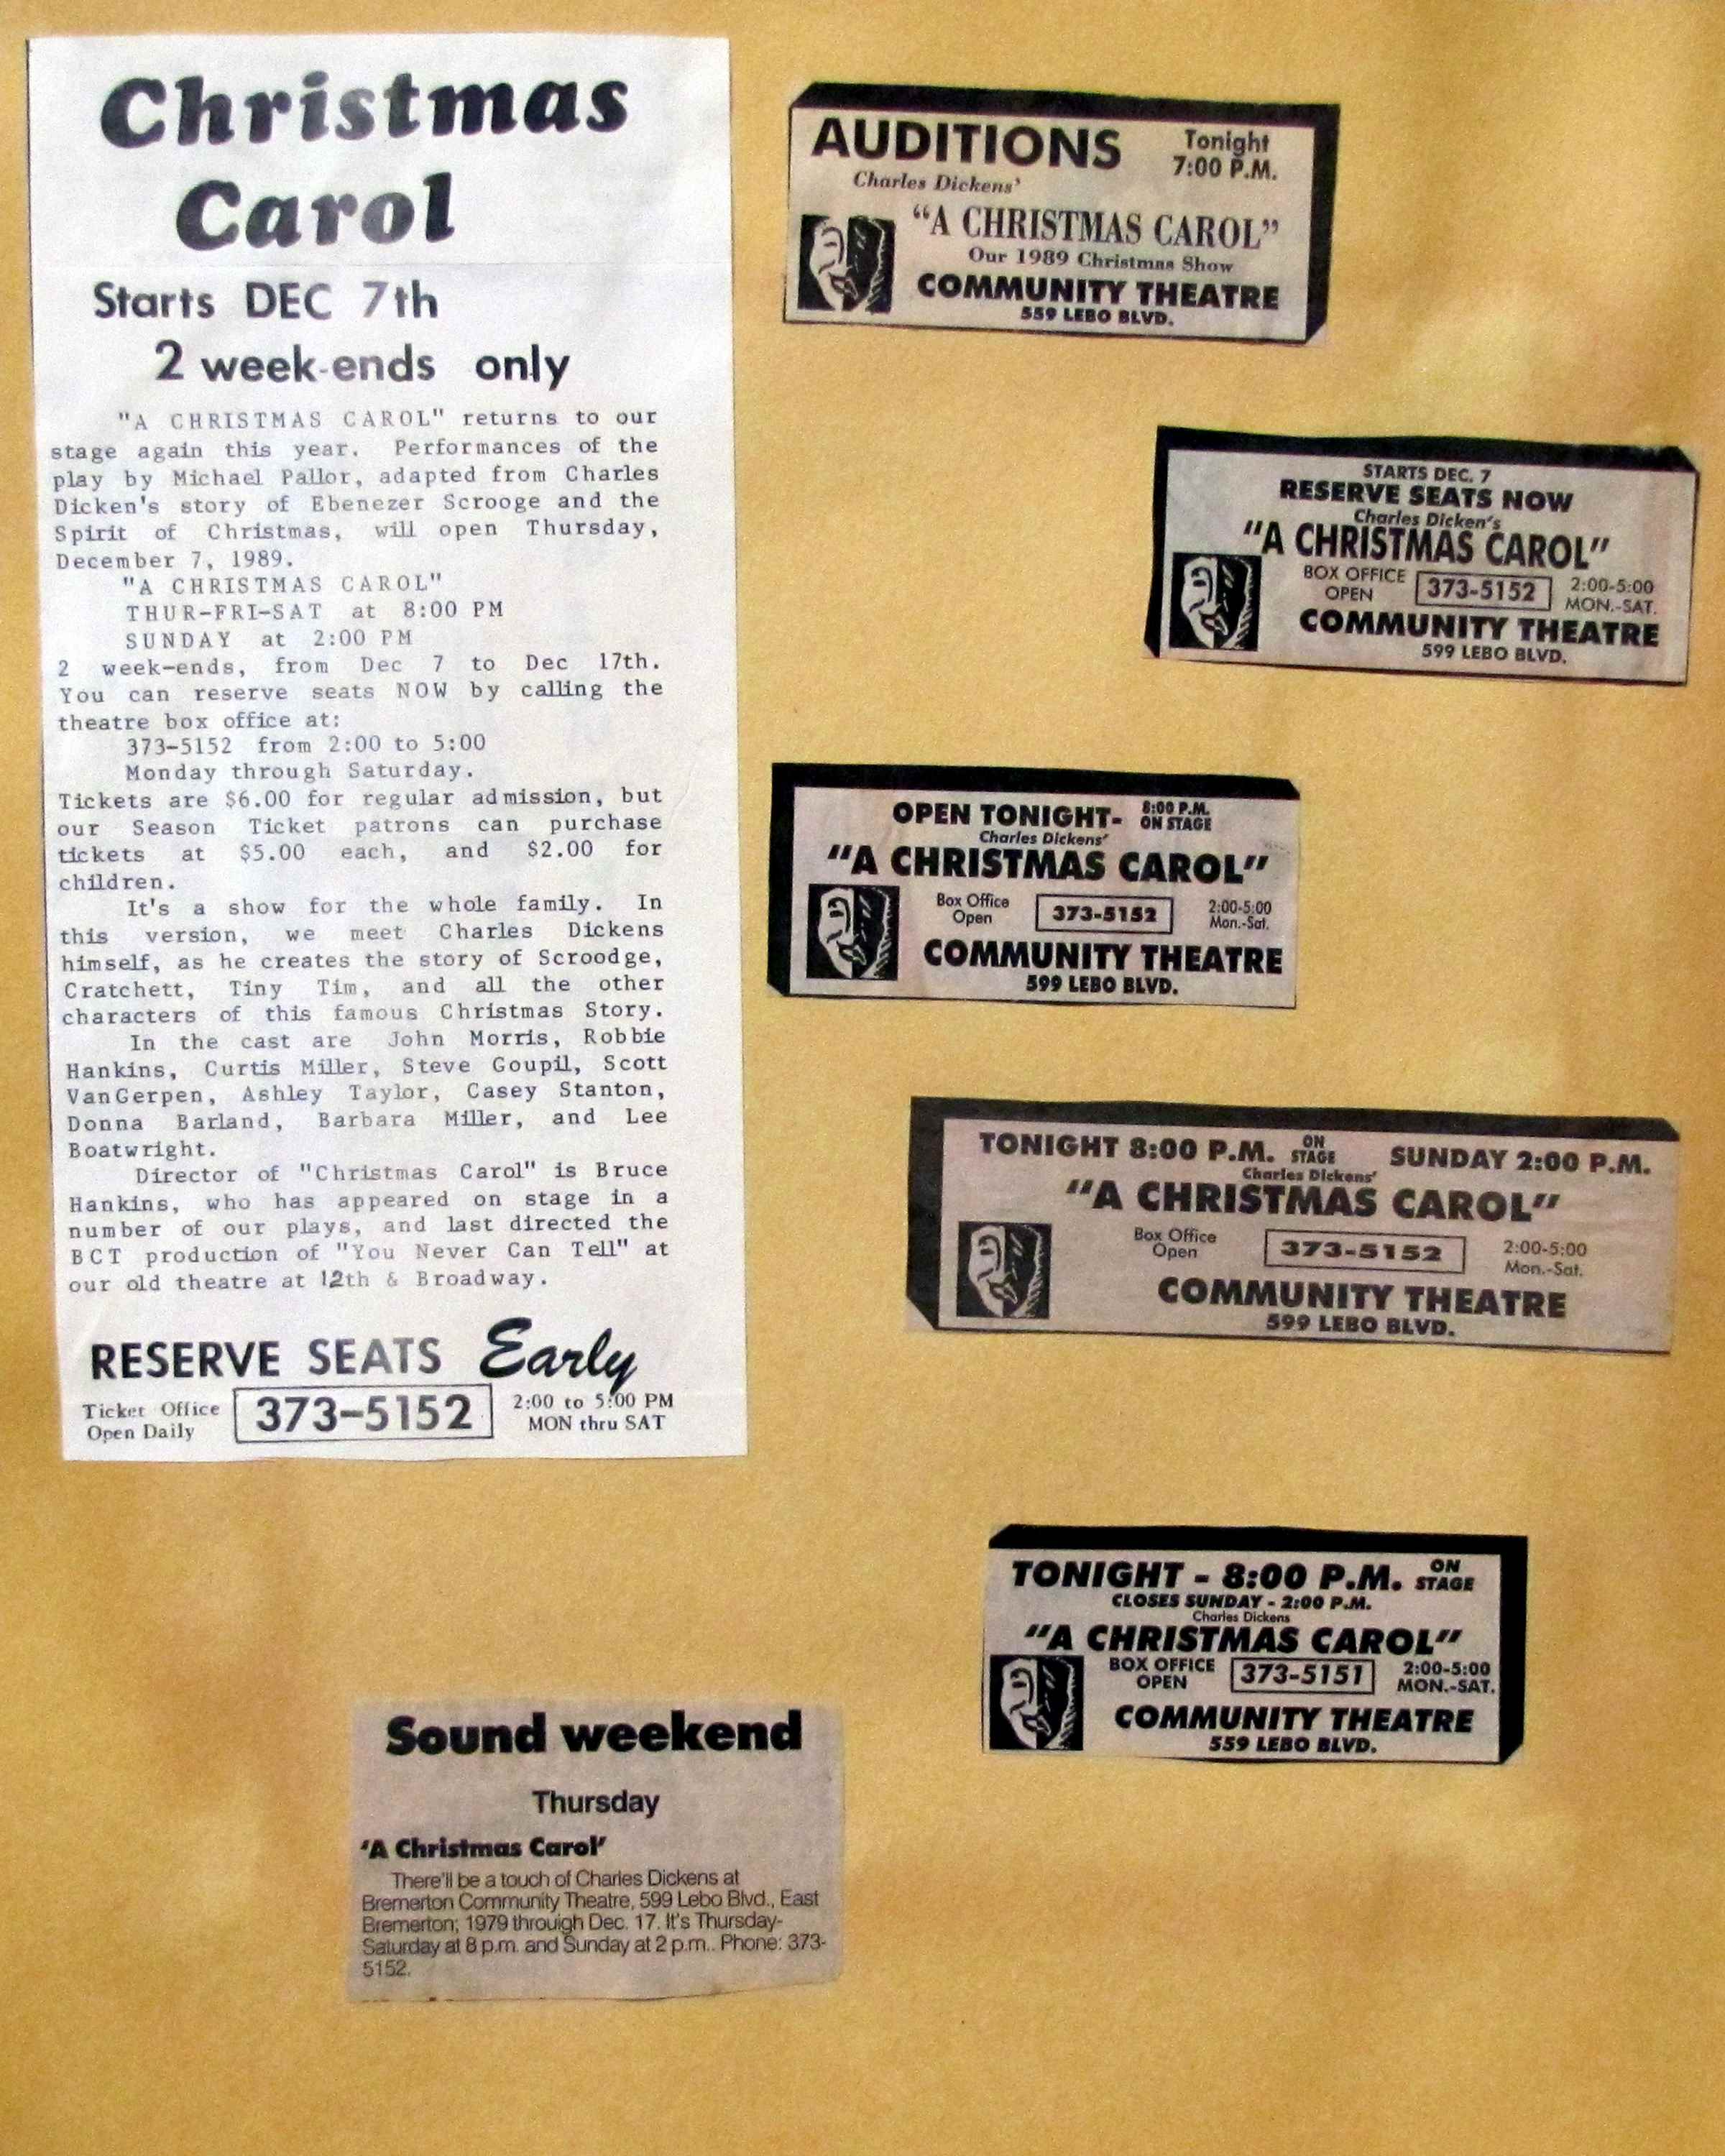 Christmas
Carol
Starts DEC 7th
2 week-ends only
"A CHRISTMAS CAROL" returns to our
stage again this year. Performances of the
play by Michael Pallor, adapted from Charles
Dicken's story of Ebenezer Scrooge and the
Spirit of Christmas, will open Thursday,
December 7, 1989.
"A CHRISTMAS CAROL"
THUR-FRI-SAT at 8:00 PM
SUNDAY at 2:00 PM
2 week-ends, from Dec 7 to Dec 17th.
You can reserve seats NOW by calling the
theatre box office at:
373-5152 from 2:00 to 5:00
Monday through Saturday.
Tickets are $6.00 for regular admission, but
our Season Ticket patrons can purchase
tickets at $5.00 each, and $2.00 for
children.
It's a show for the whole family. In
this version, we meet Charles Dickens
himself, as he creates the story of Scroodge,
Cratchett, Tiny Tim, and all the other
characters of this famous Christmas Story.
In the cast are John Morris, Robbie
Hankins, Curtis Miller, Steve Goupil, Scott
VanGerpen, Ashley Taylor, Casey Stanton,
Donna Barland, Barbara Miller, and Lee
Boatwright.
Director of "Christmas Carol" is Bruce
Hankins, who has appeared on stage in a
number of our plays, and last directed the
BCT production of "You Never Can Tell" at
our old theatre at 12th & Broadway.
RESERVE SEATS Early
Ticket Office
Open Daily
373-5152
2:00 to 5:00 PM
MON thru SAT
AUDITIONS
Tonight
7:00 P.M.
Charles Dickens'
"A CHRISTMAS CAROL"
Our 1989 Christmas Show
COMMUNITY THEATRE
559 LEBO BLVD.
STARTS DEC. 7
RESERVE SEATS NOW
Charles Dicken's
"A CHRISTMAS CAROL"
BOX OFFICE
OPEN
373-5152
2:00-5:00
MON.-SAT.
COMMUNITY THEATRE
599 LEBO BLVD.
OPEN TONIGHT- 8:00 P.M.
ON STAGE
Charles Dickens'
"A CHRISTMAS CAROL"
Box Office
Open
373-5152
2:00-5:00
Mon.-Sat.
COMMUNITY THEATRE
599 LEBO BLVD.
TONIGHT 8:00 P.M. ON STAGE SUNDAY 2:00 P.M.
Charles Dickens'
"A CHRISTMAS CAROL"
Box Office
Open
373-5152
2:00-5:00
Mon.-Sat.
COMMUNITY THEATRE
599 LEBO BLVD.
TONIGHT - 8:00 P.M. ON STAGE
CLOSES SUNDAY - 2:00 P.M.
Charles Dickens
"A CHRISTMAS CAROL"
BOX OFFICE
OPEN
373-5151
2:00-5:00
MON.-SAT.
COMMUNITY THEATRE
559 LEBO BLVD.
Sound weekend
Thursday
'A Christmas Carol'
There'll be a touch of Charles Dickens at
Bremerton Community Theatre, 599 Lebo Blvd., East
Bremerton; 1979 throuigh Dec. 17. It's Thursday-
Saturday at 8 p.m. and Sunday at 2 p.m.. Phone: 373-
5152.